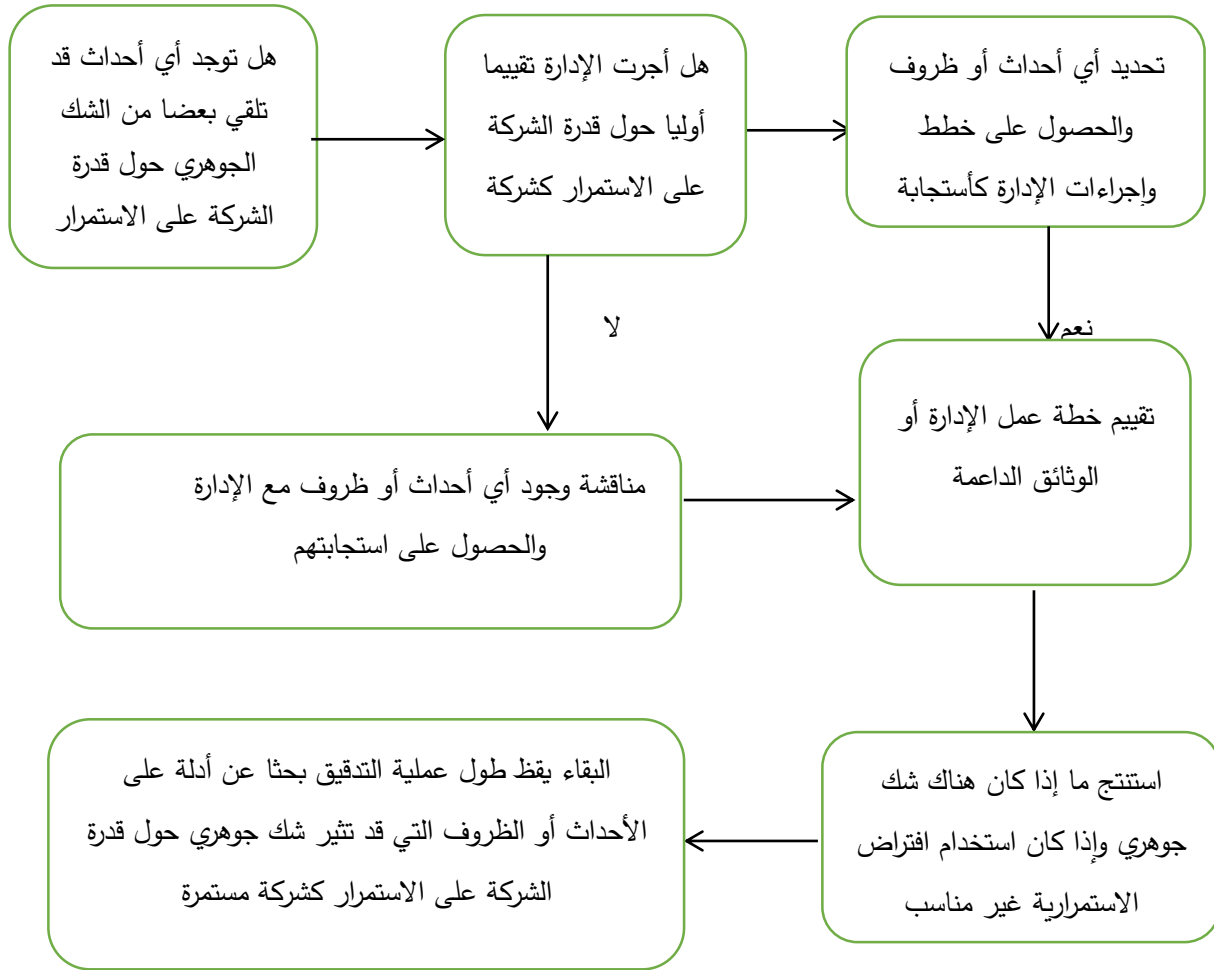 هل توجد أي أحداث قد
تلقي بعضا من الشك
الجوهري حول قدرة
الشركة على الاستمرار
هل أجرت الإدارة تقييما
أوليا حول قدرة الشركة
على الاستمرار كشركة
تحديد أي أحداث أو ظروف
والحصول على خطط
وإجراءات الإدارة كأستجابة
لا
نعم
تقييم خطة عمل الإدارة أو
الوثائق الداعمة
مناقشة وجود أي أحداث أو ظروف مع الإدارة
والحصول على استجابتهم
استنتج ما إذا كان هناك شك
جوهري وإذا كان استخدام افتراض
الاستمرارية غير مناسب
البقاء يقظ طول عملية التدقيق بحثا عن أدلة على
الأحداث أو الظروف التي قد تثير شك جوهري حول قدرة
الشركة على الاستمرار كشركة مستمرة